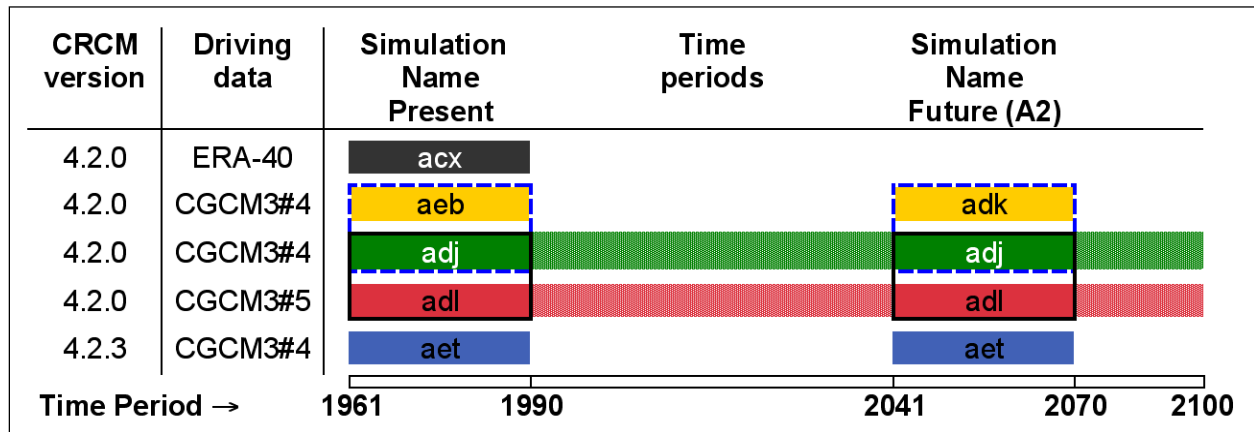 CRCM Driving Simulation Time Simulation
version data Name periods Name
Present Future (A2)
4.2.0 ERA-40 acx
4.2.0 CGCM3#4 aeb adk
4.2.0 CGCM3#4 adj adj
4.2.0 CGCM3#5 adl adl
4.2.3 CGCM3#4 aet aet
Time Period → 1961 1990 2041 2070 2100